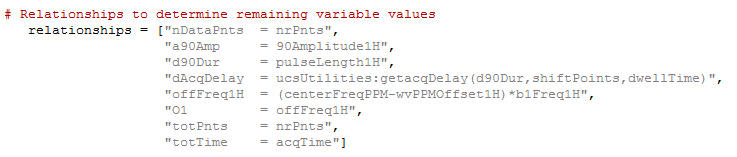 # Relationships to determine remaining variable values
relationships = ["nDataPnts = nrPnts",
"a90Amp = 90Amplitude1H",
"d90Dur = pulseLength1H",
"dAcqDelay = ucsUtilities:getacqDelay(d90Dur,shiftPoints,dwellTime)",
"offFreq1H = (centerFreqPPM-wvPPMOffset1H)*b1Freq1H",
"O1 = offFreq1H",
"totPnts = nrPnts",
"totTime = acqTime"]